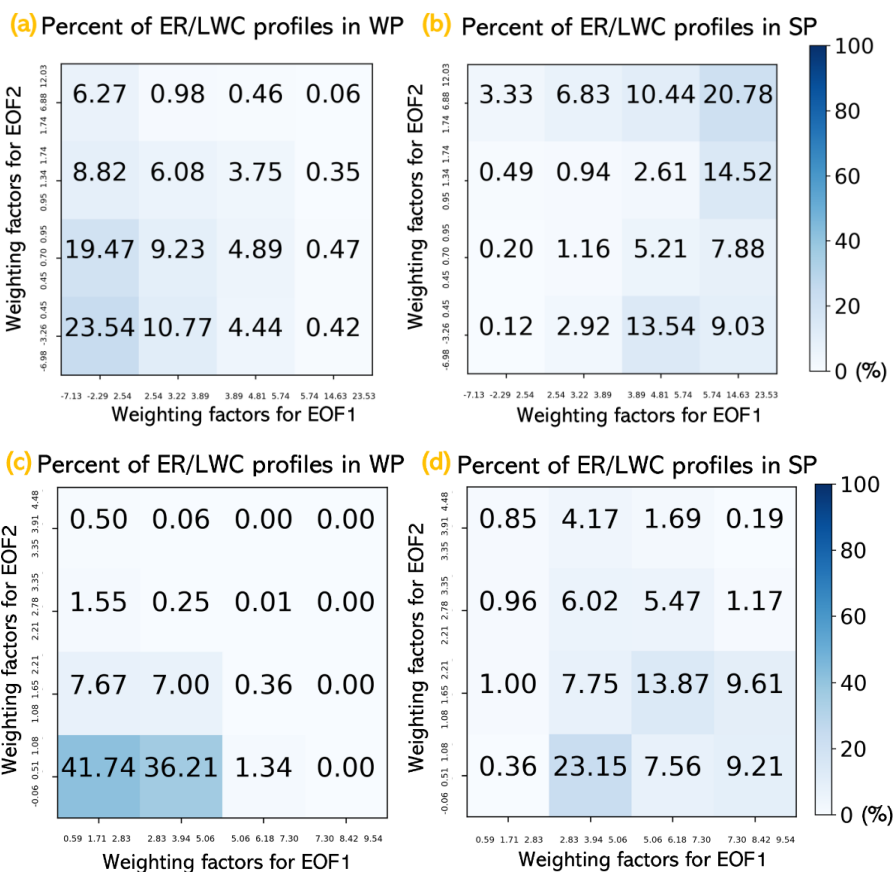 (a) Percent of ER/LWC profiles in WP
(b) Percent of ER/LWC profiles in SP
Weighting factors for EOF2
1.74 6.88 12.03
0.95 1.34 1.74
0.45 0.70 0.95
-6.98 -3.26 0.45
6.27 0.98 0.46 0.06
8.82 6.08 3.75 0.35
19.47 9.23 4.89 0.47
23.54 10.77 4.44 0.42
-7.13 -2.29 2.54 2.54 3.22 3.89 3.89 4.81 5.74 5.74 14.63 23.53
Weighting factors for EOF1
Weighting factors for EOF2
1.74 6.88 12.03
0.95 1.34 1.74
0.45 0.70 0.95
-6.98 -3.26 0.45
3.33 6.83 10.44 20.78
0.49 0.94 2.61 14.52
0.20 1.16 5.21 7.88
0.12 2.92 13.54 9.03
-7.13 -2.29 2.54 2.54 3.22 3.89 3.89 4.81 5.74 5.74 14.63 23.53
Weighting factors for EOF1
100
80
60
40
20
0 (%)
(c) Percent of ER/LWC profiles in WP
(d) Percent of ER/LWC profiles in SP
Weighting factors for EOF2
3.35 3.91 4.48
2.21 2.78 3.35
1.08 1.65 2.21
-0.06 0.51 1.08
0.50 0.06 0.00 0.00
1.55 0.25 0.01 0.00
7.67 7.00 0.36 0.00
41.74 36.21 1.34 0.00
0.59 1.71 2.83 2.83 3.94 5.06 5.06 6.18 7.30 7.30 8.42 9.54
Weighting factors for EOF1
Weighting factors for EOF2
3.35 3.91 4.48
2.21 2.78 3.35
1.08 1.65 2.21
-0.06 0.51 1.08
0.85 4.17 1.69 0.19
0.96 6.02 5.47 1.17
1.00 7.75 13.87 9.61
0.36 23.15 7.56 9.21
0.59 1.71 2.83 2.83 3.94 5.06 5.06 6.18 7.30 7.30 8.42 9.54
Weighting factors for EOF1
100
80
60
40
20
0 (%)